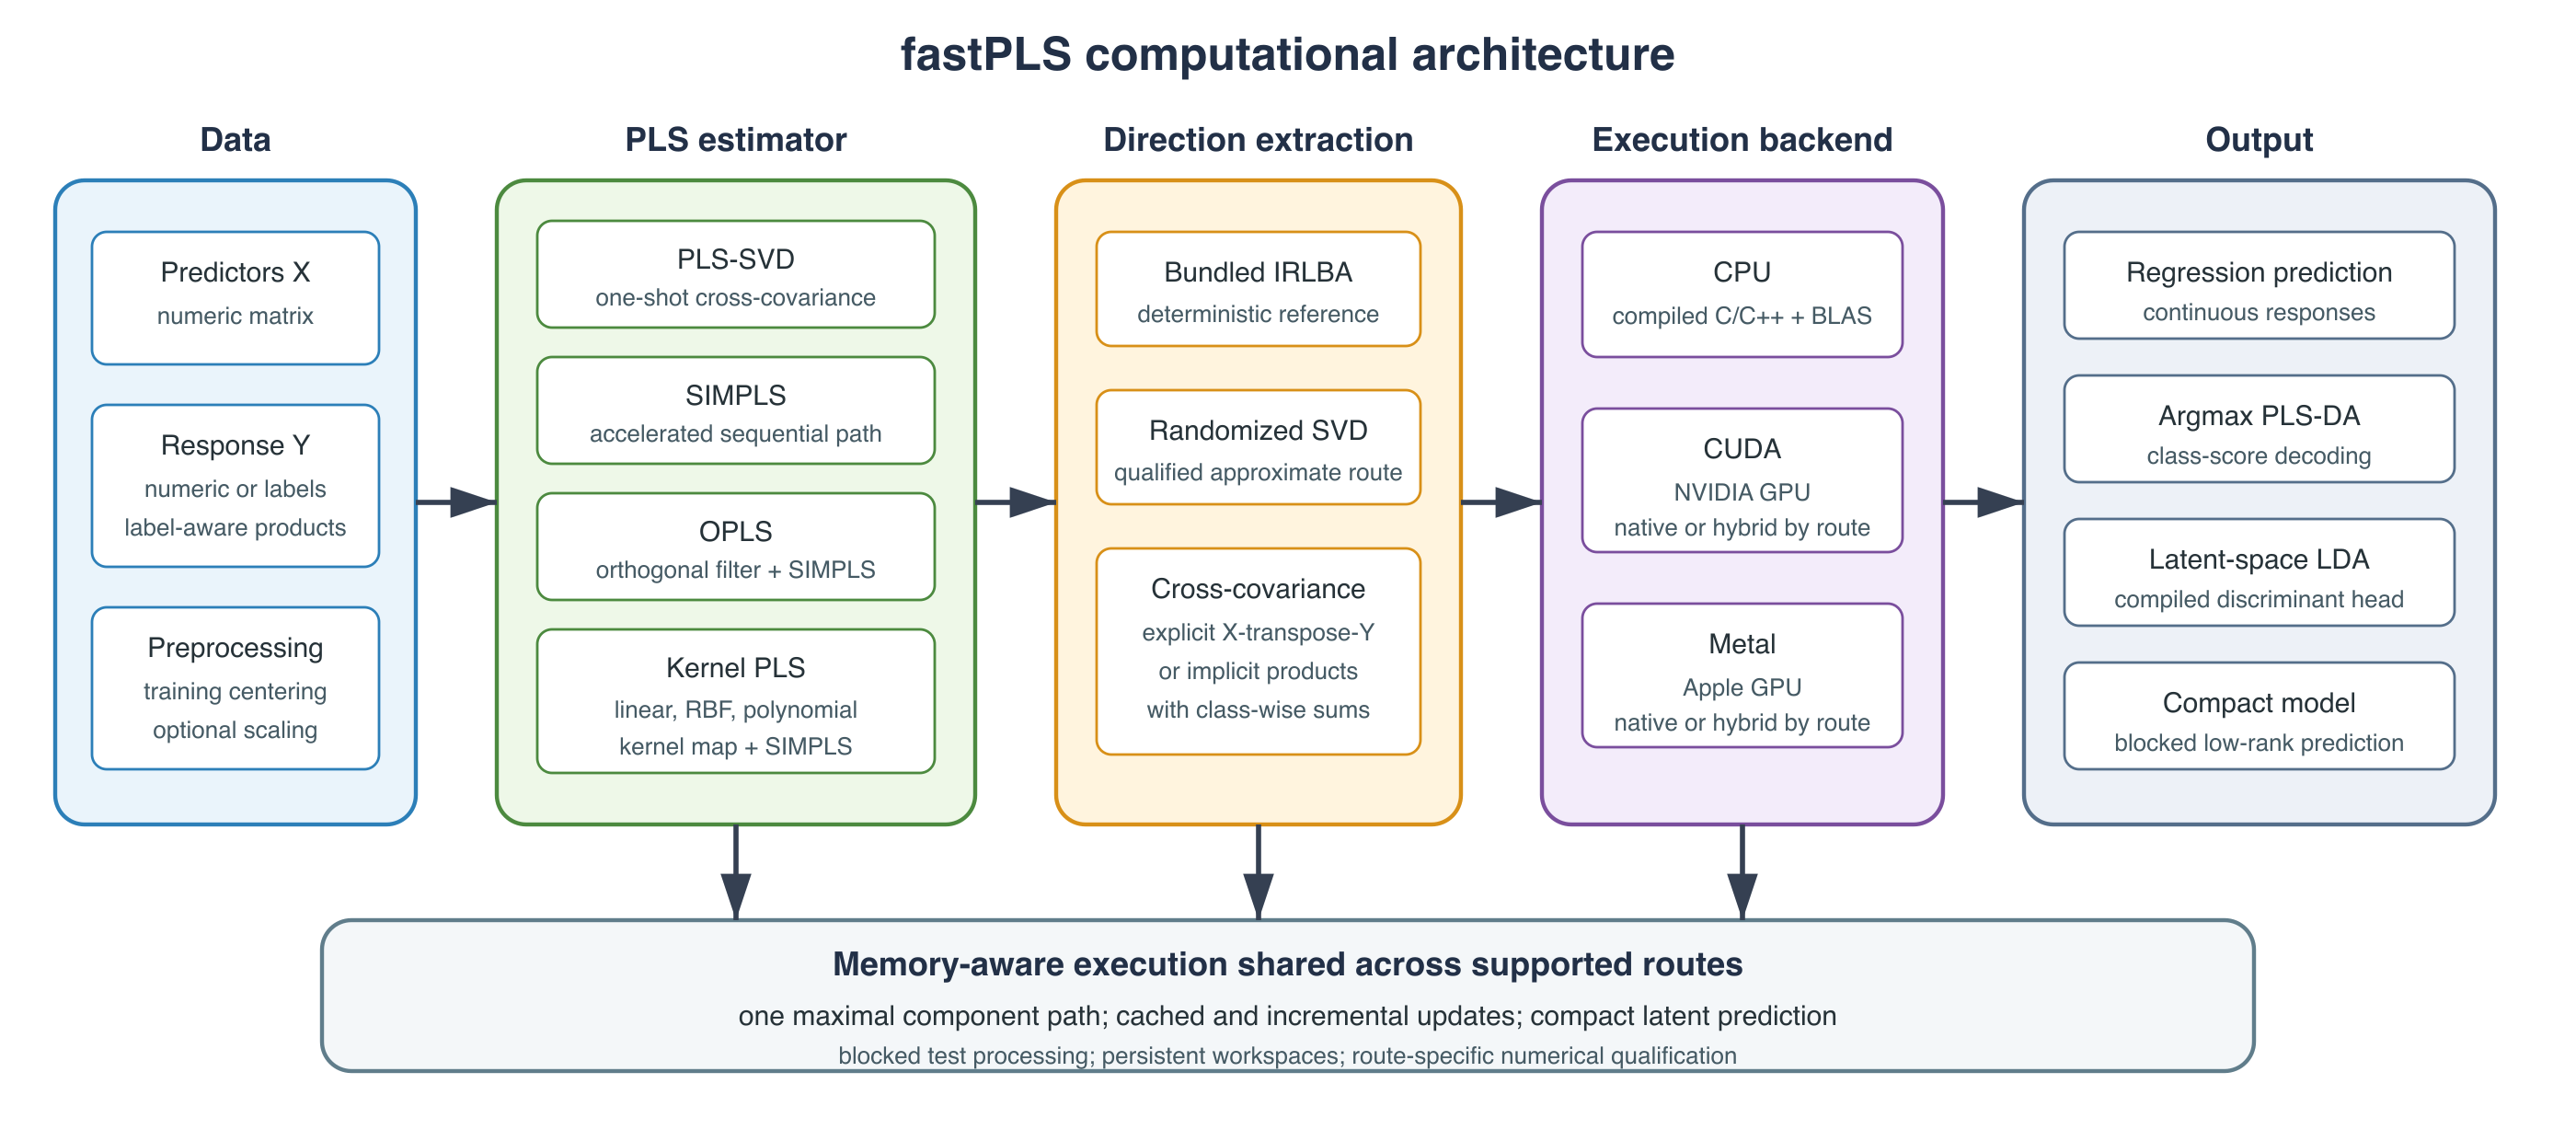 fastPLS computational architecture
Data
Predictors X
numeric matrix
Response Y
numeric or labels
label-aware products
Preprocessing
training centering
optional scaling
PLS estimator
PLS-SVD
one-shot cross-covariance
SIMPLS
accelerated sequential path
OPLS
orthogonal filter + SIMPLS
Kernel PLS
linear, RBF, polynomial
kernel map + SIMPLS
Direction extraction
Bundled IRLBA
deterministic reference
Randomized SVD
qualified approximate route
Cross-covariance
explicit X-transpose-Y
or implicit products
with class-wise sums
Execution backend
CPU
compiled C/C++ + BLAS
CUDA
NVIDIA GPU
native or hybrid by route
Metal
Apple GPU
native or hybrid by route
Output
Regression prediction
continuous responses
Argmax PLS-DA
class-score decoding
Latent-space LDA
compiled discriminant head
Compact model
blocked low-rank prediction
Memory-aware execution shared across supported routes
one maximal component path; cached and incremental updates; compact latent prediction
blocked test processing; persistent workspaces; route-specific numerical qualification